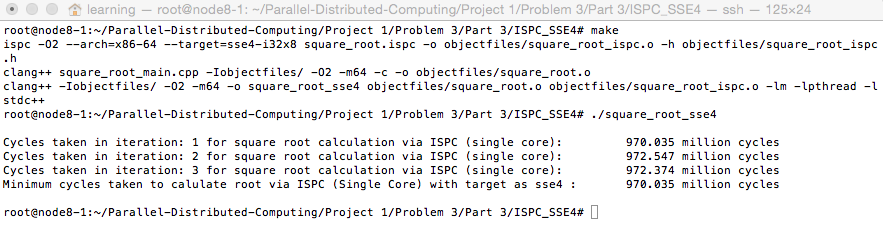 learning — root@node8-1: ~/Parallel-Distributed-Computing/Project 1/Problem 3/Part 3/ISPC_SSE4 — ssh — 125×24
root@node8-1:~/Parallel-Distributed-Computing/Project 1/Problem 3/Part 3/ISPC_SSE4# make
ispc -O2 --arch=x86-64 --target=sse4-i32x8 square_root.ispc -o objectfiles/square_root_ispc.o -h objectfiles/square_root_ispc
.h
clang++ square_root_main.cpp -Iobjectfiles/ -O2 -m64 -c -o objectfiles/square_root.o
clang++ -Iobjectfiles/ -O2 -m64 -o square_root_sse4 objectfiles/square_root.o objectfiles/square_root_ispc.o -lm -lpthread -l
stdc++
root@node8-1:~/Parallel-Distributed-Computing/Project 1/Problem 3/Part 3/ISPC_SSE4# ./square_root_sse4
Cycles taken in iteration: 1 for square root calculation via ISPC (single core): 970.035 million cycles
Cycles taken in iteration: 2 for square root calculation via ISPC (single core): 972.547 million cycles
Cycles taken in iteration: 3 for square root calculation via ISPC (single core): 972.374 million cycles
Minimum cycles taken to calulate root via ISPC (Single Core) with target as sse4 : 970.035 million cycles
root@node8-1:~/Parallel-Distributed-Computing/Project 1/Problem 3/Part 3/ISPC_SSE4#